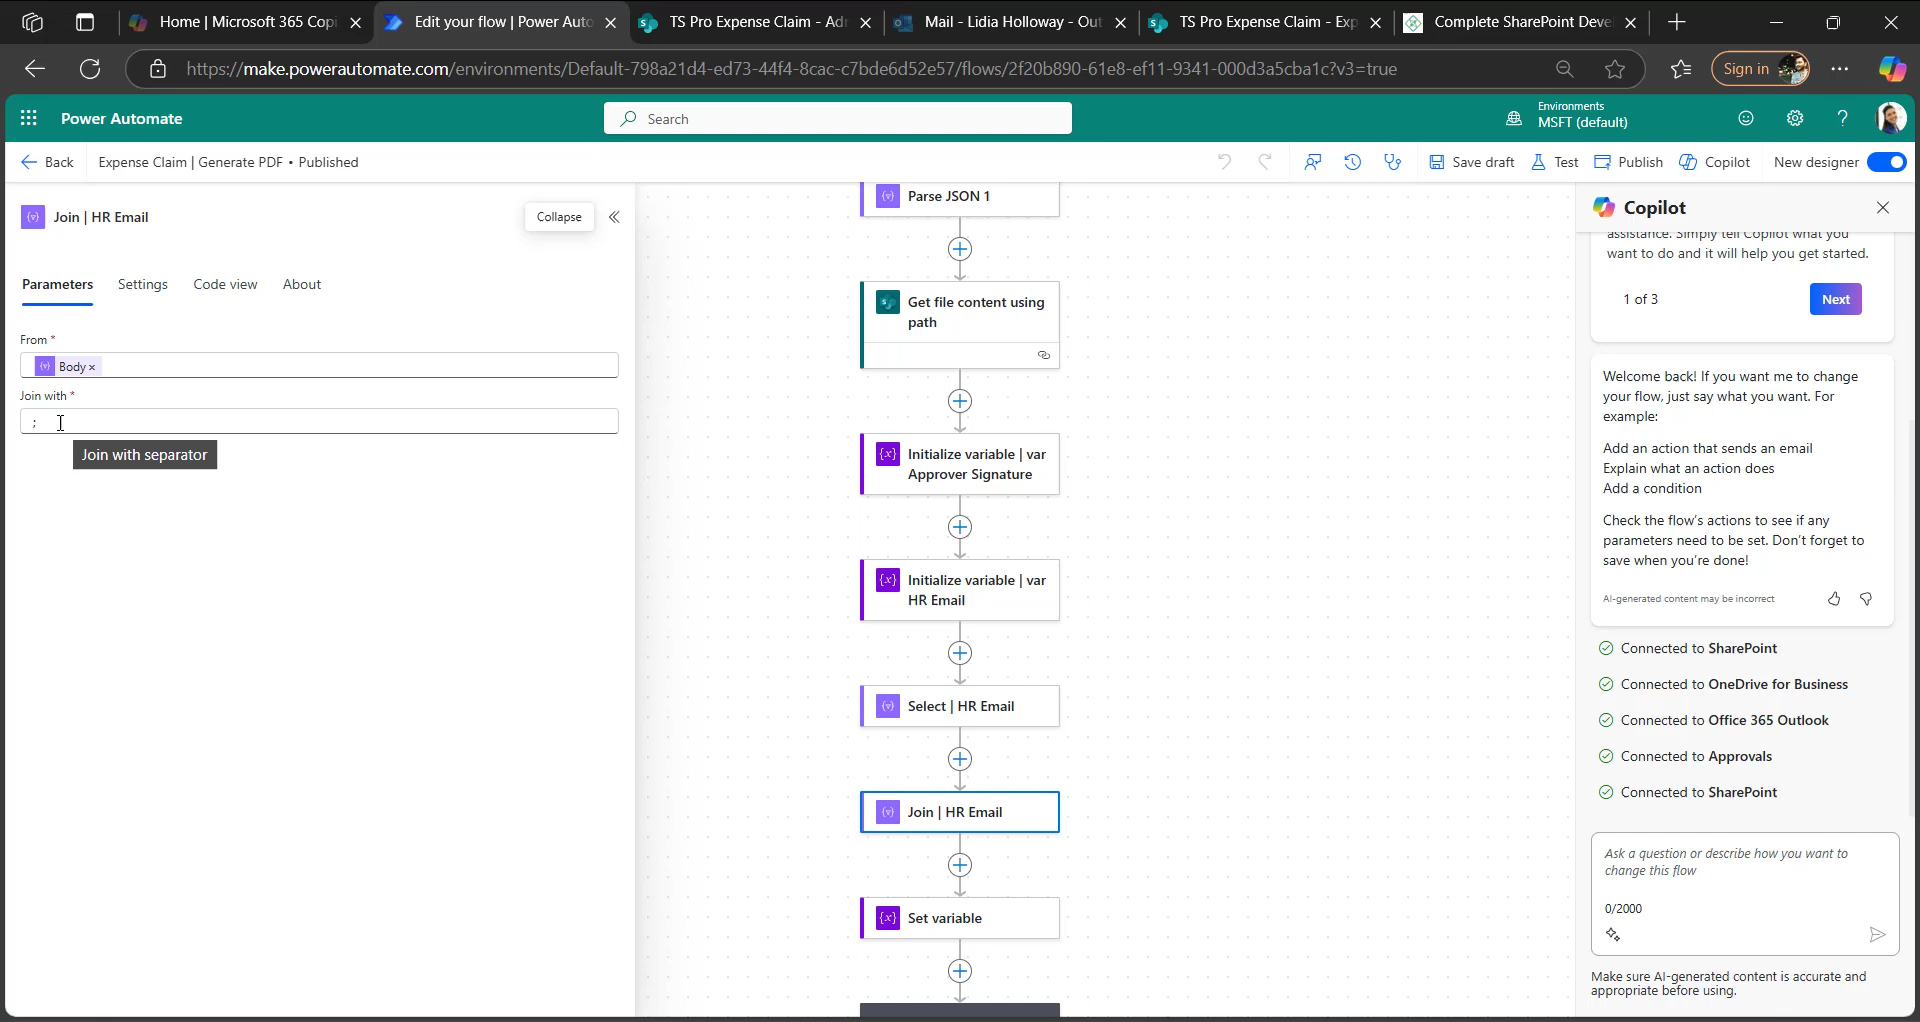 Home | Microsoft 365 Copi
Edit your flow | Power Auto
TS Pro Expense Claim - Adr
Mail - Lidia Holloway - Out
TS Pro Expense Claim - Exp
Complete SharePoint Deve
https://make.powerautomate.com/environments/Default-798a21d4-ed73-44f4-8cac-c7bde6d52e57/flows/2f20b890-61e8-ef11-9341-000d3a5cba1c?v3=true
Sign in
Power Automate
Search
Environments
MSFT (default)
Back
Expense Claim | Generate PDF • Published
Save draft
Test
Publish
Copilot
New designer
Join | HR Email
Collapse
Parameters
Settings
Code view
About
From *
Body ×
Join with *
;
Join with separator
Parse JSON 1
Get file content using
path
Initialize variable | var
Approver Signature
Initialize variable | var
HR Email
Select | HR Email
Join | HR Email
Set variable
Copilot
assistance. Simply tell Copilot what you
want to do and it will help you get started.
1 of 3
Next
Welcome back! If you want me to change
your flow, just say what you want. For
example:
Add an action that sends an email
Explain what an action does
Add a condition
Check the flow's actions to see if any
parameters need to be set. Don't forget to
save when you're done!
AI-generated content may be incorrect
Connected to SharePoint
Connected to OneDrive for Business
Connected to Office 365 Outlook
Connected to Approvals
Connected to SharePoint
Ask a question or describe how you want to
change this flow
0/2000
Make sure AI-generated content is accurate and
appropriate before using.